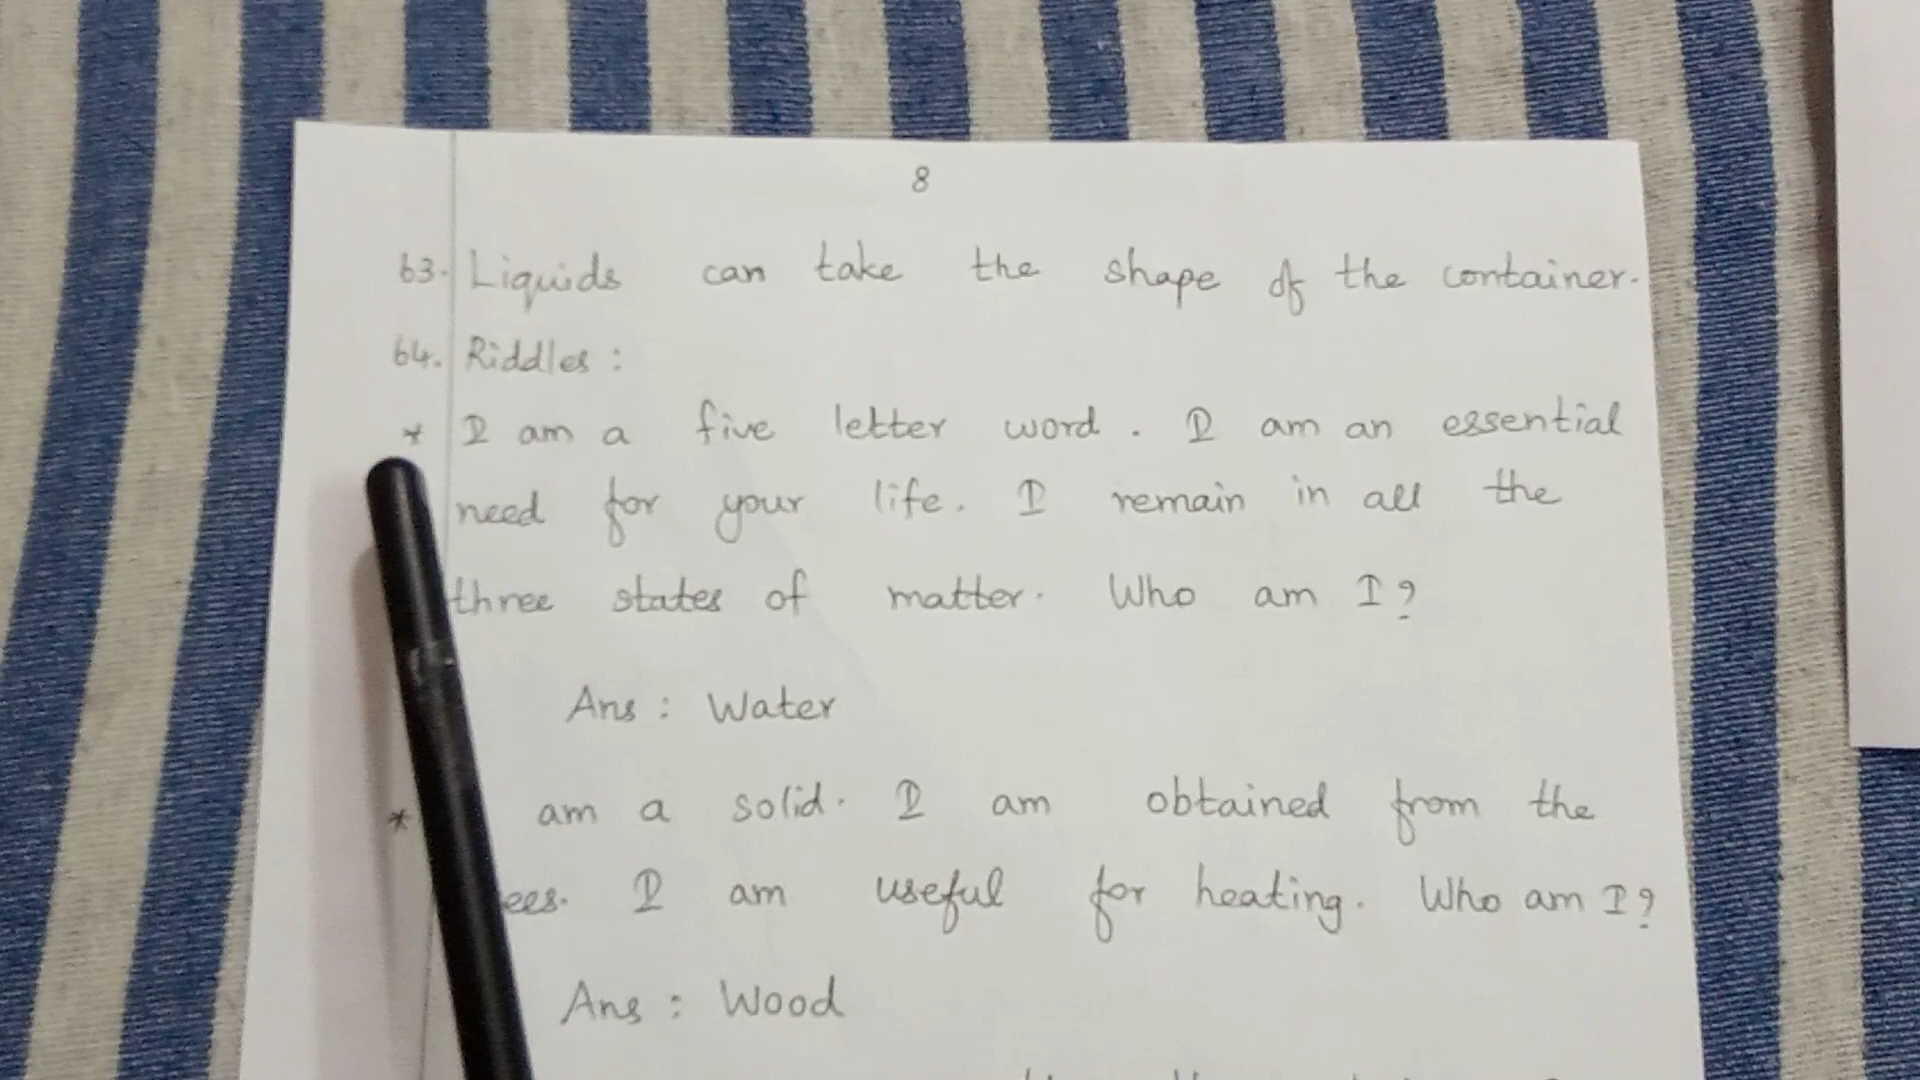 8
63. Liquids can take the shape of the container.
64. Riddles :
* I am a five letter word. I am an essential
need for your life. I remain in all the
three states of matter. Who am I?
Ans : Water
* am a solid. I am obtained from the
ees. I am useful for heating. Who am I?
Ans : Wood